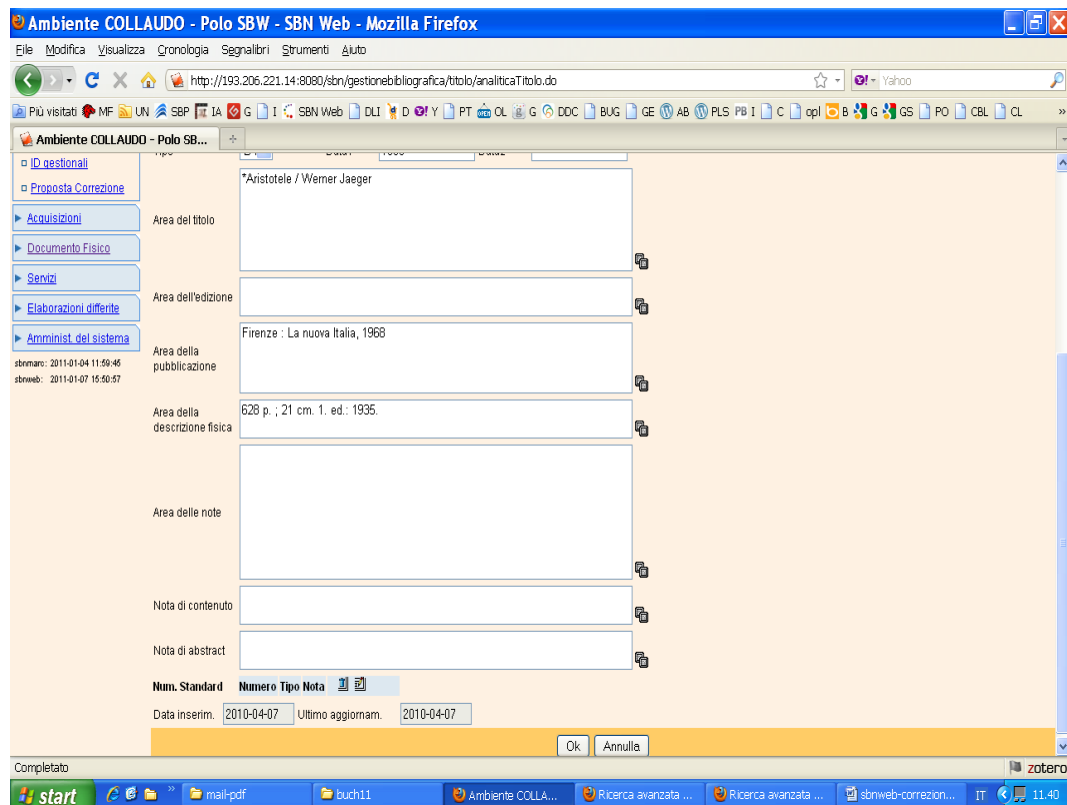 Ambiente COLLAUDO - Polo SBW - SBN Web - Mozilla Firefox
File Modifica Visualizza Cronologia Segnalibri Strumenti Aiuto
http://193.206.221.14:8080/sbn/gestionebibliografica/titolo/analiticaTitolo.do Yahoo
Più visitati MF UN SBP IA G I SBN Web DLI D Y PT OL G DDC BUG GE AB PLS PB I C opl B G GS PO CBL CL »
Ambiente COLLAUDO - Polo SB...
ID gestionali
Proposta Correzione
Acquisizioni
Documento Fisico
Servizi
Elaborazioni differite
Amminist. del sistema
sbnmarc: 2011-01-04 11:59:46
sbnweb: 2011-01-07 15:50:57
Area del titolo
*Aristotele / Werner Jaeger
Area dell'edizione
Area della pubblicazione
Firenze : La nuova Italia, 1968
Area della descrizione fisica
628 p. ; 21 cm. 1. ed.: 1935.
Area delle note
Nota di contenuto
Nota di abstract
Num. Standard Numero Tipo Nota
Data inserim. 2010-04-07 Ultimo aggiornam. 2010-04-07
Ok Annulla
Completato zotero
start » mail-pdf buch11 Ambiente COLLA... Ricerca avanzata ... Ricerca avanzata ... sbnweb-correzion... IT 11.40